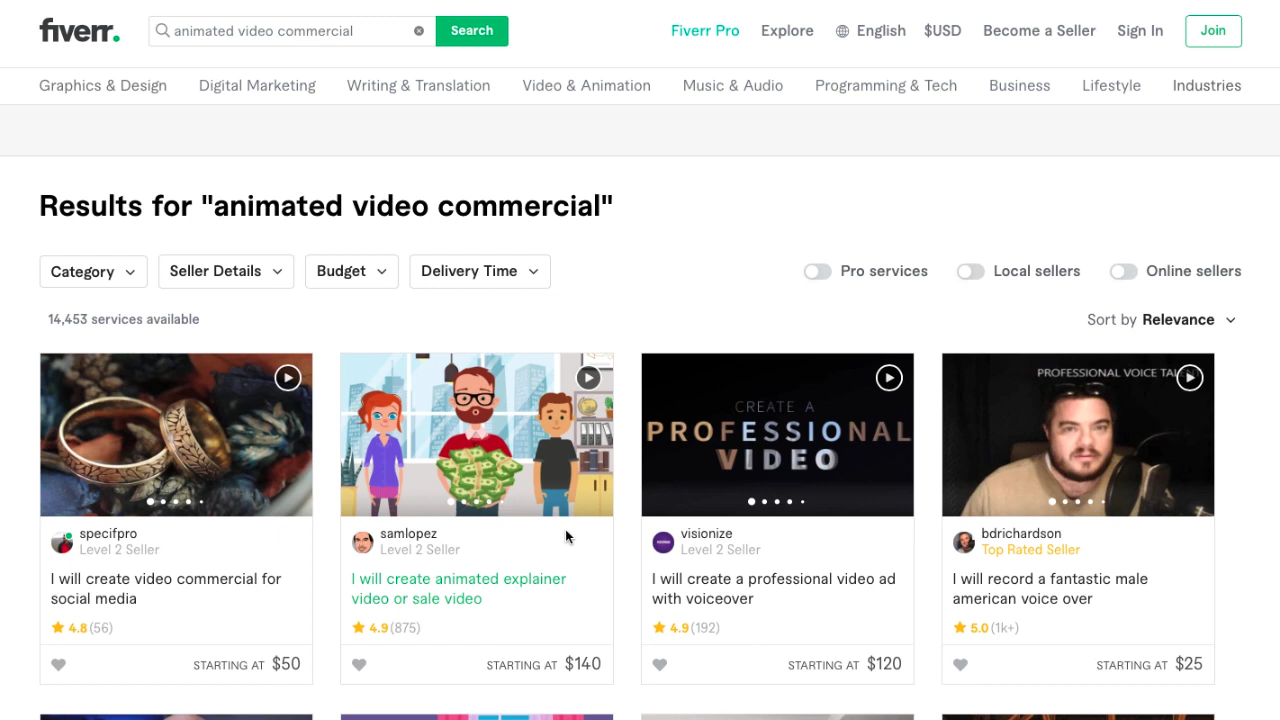 fiverr.
animated video commercial
Search
Fiverr Pro
Explore
English
$USD
Become a Seller
Sign In
Join
Graphics & Design
Digital Marketing
Writing & Translation
Video & Animation
Music & Audio
Programming & Tech
Business
Lifestyle
Industries
Results for "animated video commercial"
Category
Seller Details
Budget
Delivery Time
Pro services
Local sellers
Online sellers
14,453 services available
Sort by Relevance
specifpro
Level 2 Seller
I will create video commercial for
social media
4.8 (56)
STARTING AT $50
samlopez
Level 2 Seller
I will create animated explainer
video or sale video
4.9 (875)
STARTING AT $140
CREATE A
PROFESSIONAL
VIDEO
visionize
Level 2 Seller
I will create a professional video ad
with voiceover
4.9 (192)
STARTING AT $120
PROFESSIONAL VOICE
bdrichardson
Top Rated Seller
I will record a fantastic male
american voice over
5.0 (1k+)
STARTING AT $25